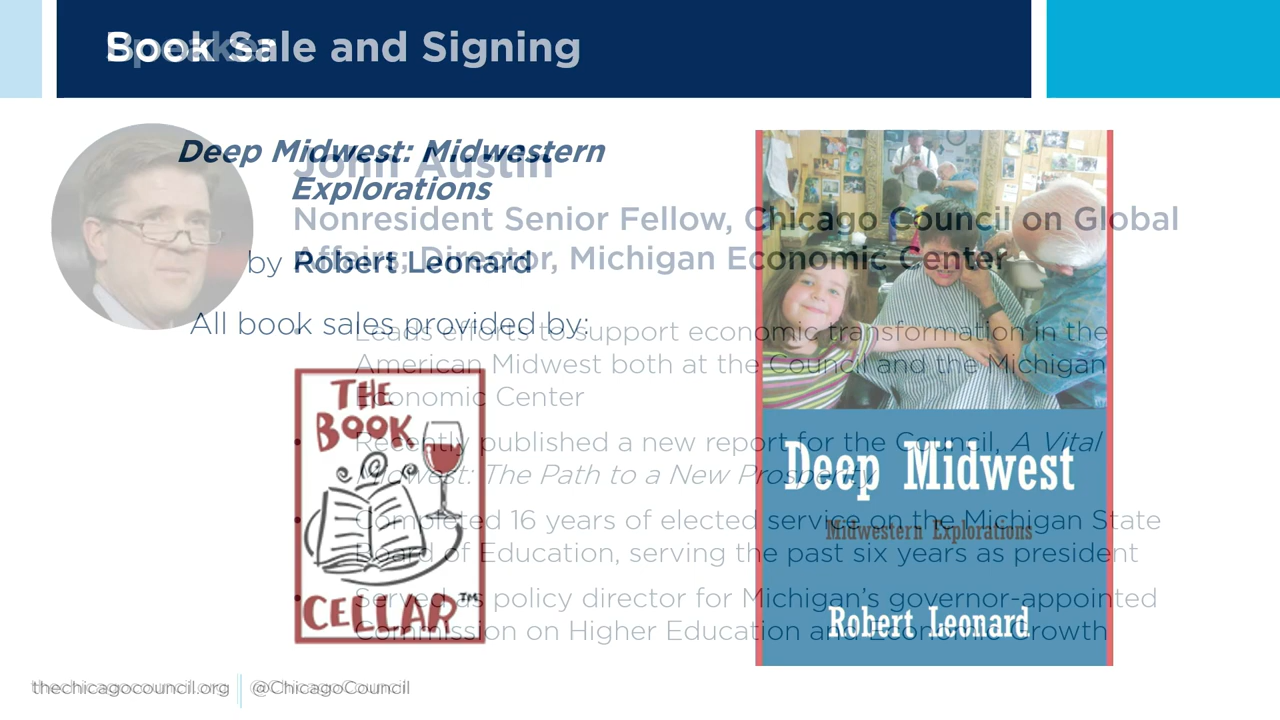 Book Sale and Signing
Speaker
Deep Midwest: Midwestern
Explorations
by Robert Leonard
All book sales provided by:
THE
BOOK
CELLAR™
John Austin
Nonresident Senior Fellow, Chicago Council on Global
Affairs; Director, Michigan Economic Center
• Leads efforts to support economic transformation in the
American Midwest both at the Council and the Michigan
Economic Center
• Recently published a new report for the Council, A Vital
Midwest: The Path to a New Prosperity
• Completed 16 years of elected service on the Michigan State
Board of Education, serving the past six years as president
• Served as policy director for Michigan’s governor-appointed
Commission on Higher Education and Economic Growth
Deep Midwest
Midwestern Explorations
Robert Leonard
thechicagocouncil.org | @ChicagoCouncil